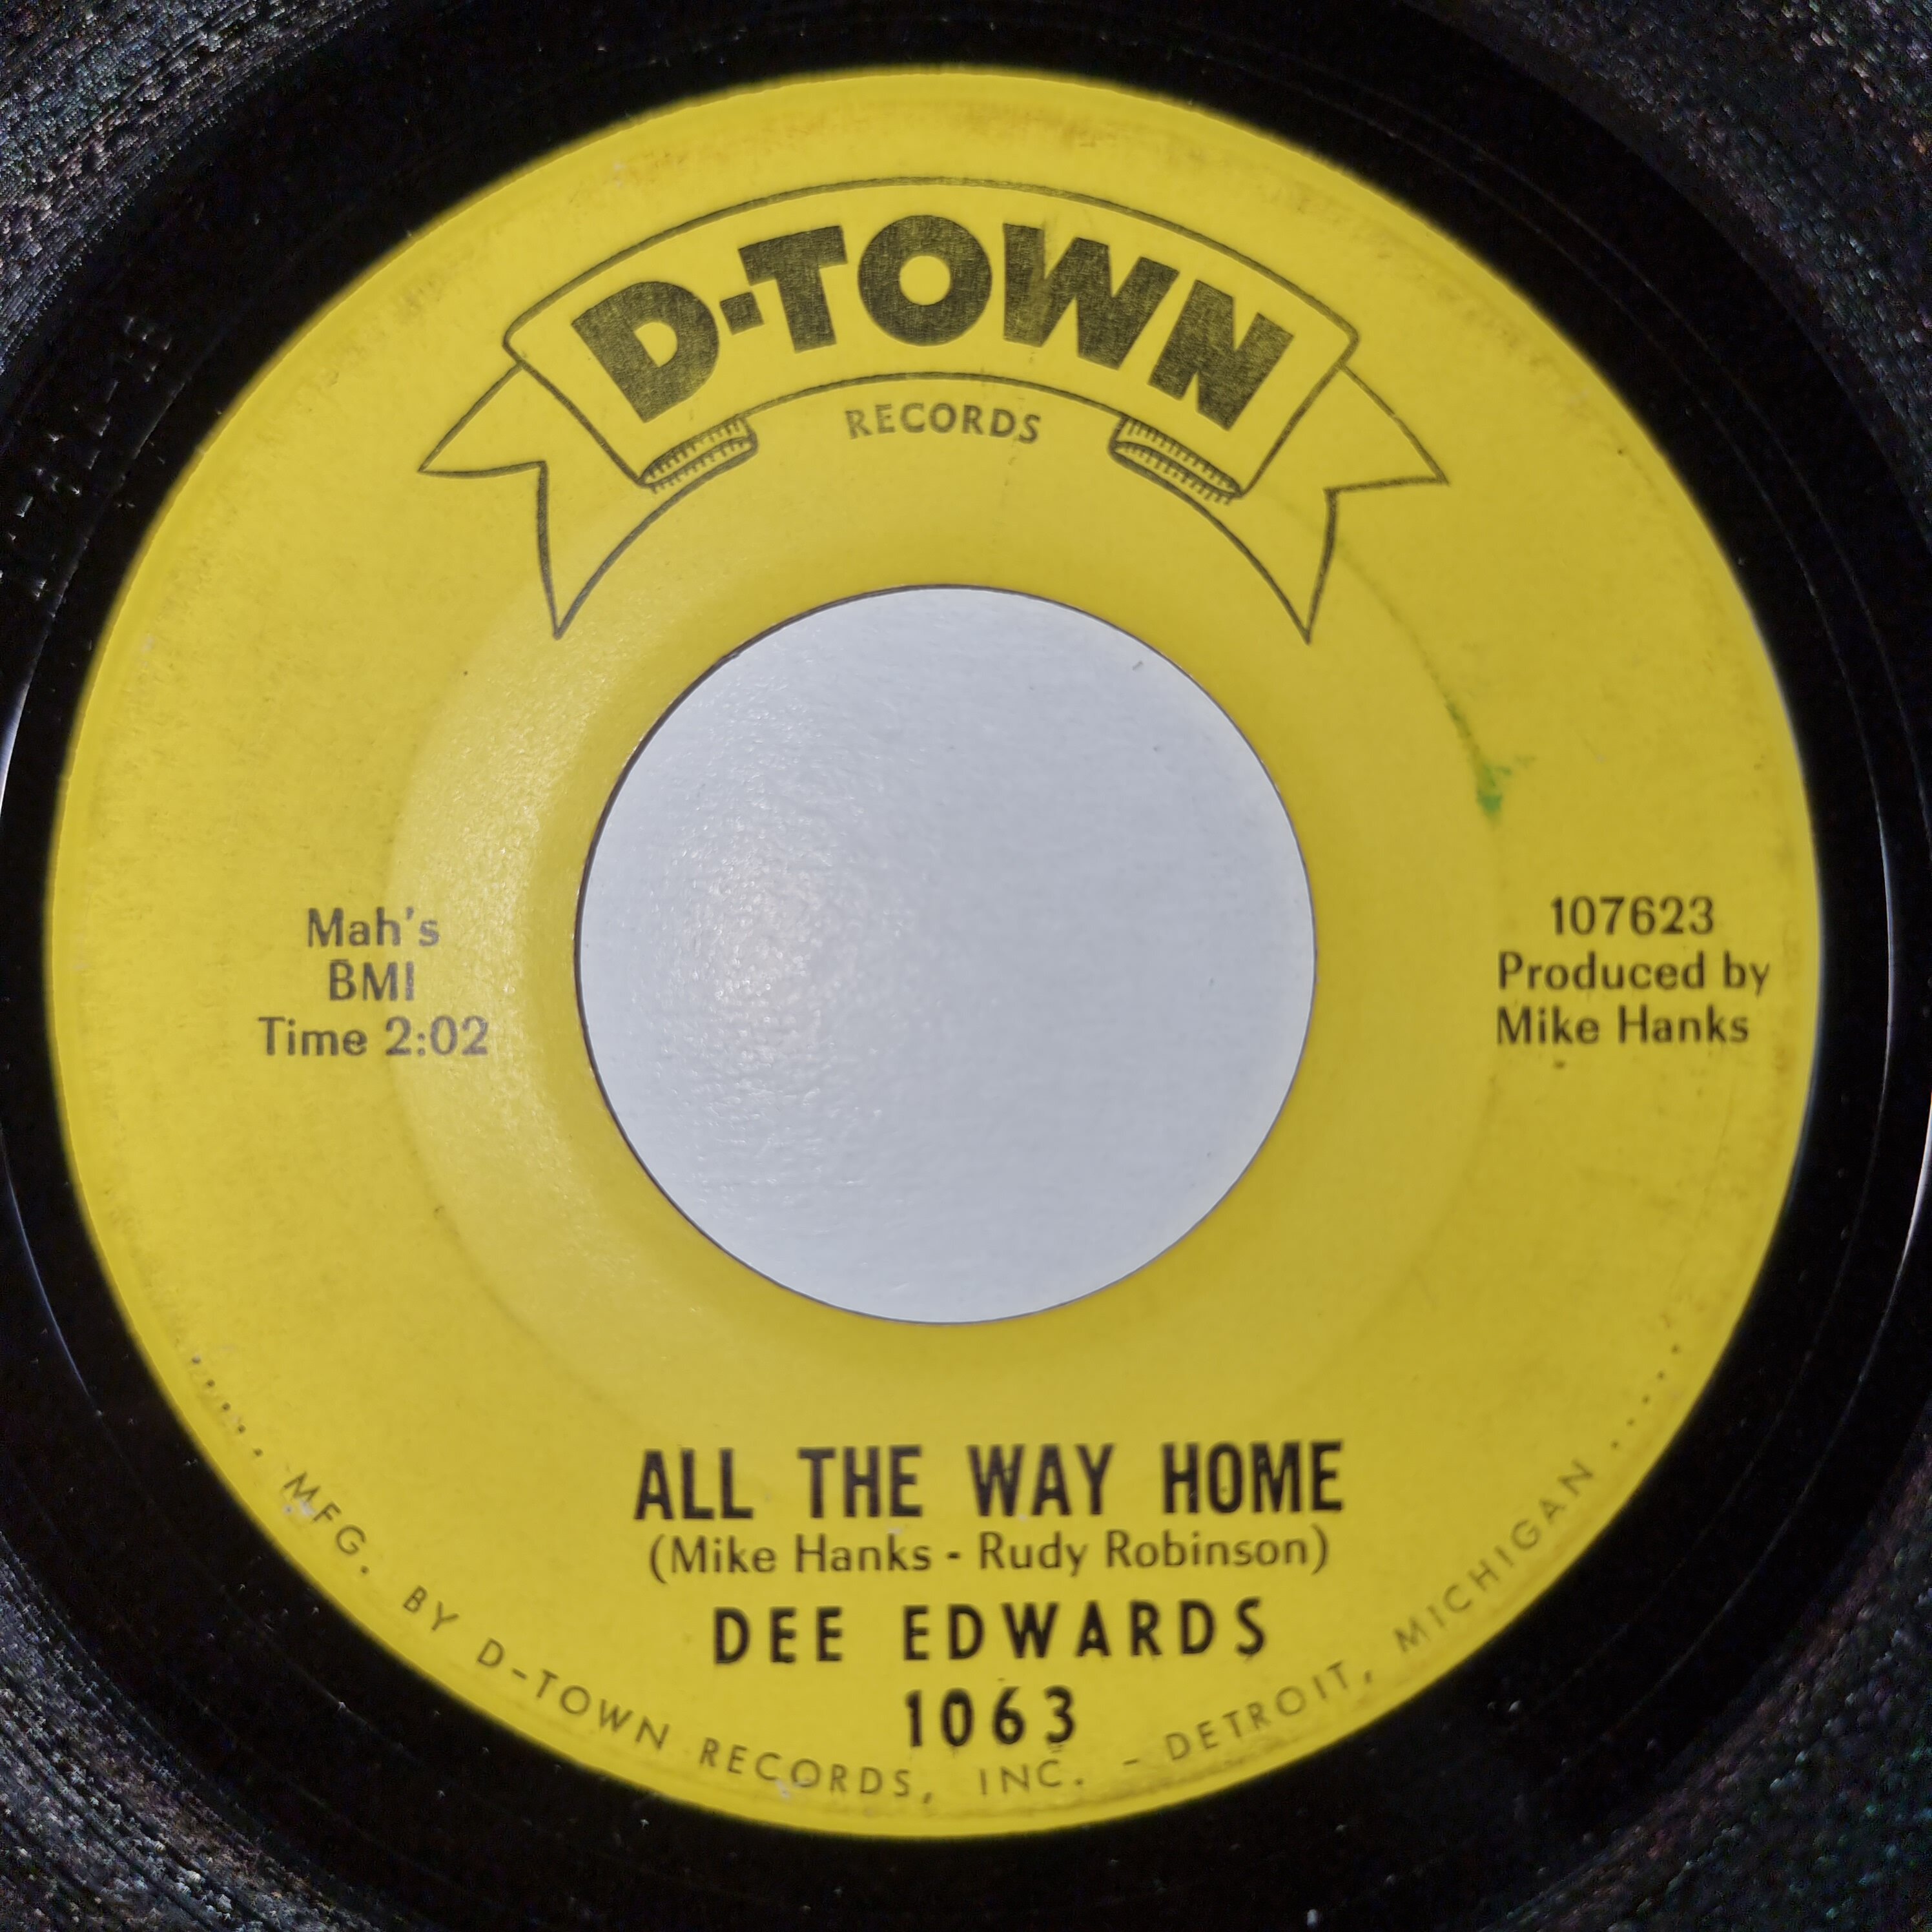 D-TOWN
RECORDS
Mah's
BMI
Time 2:02
107623
Produced by
Mike Hanks
ALL THE WAY HOME
(Mike Hanks - Rudy Robinson)
DEE EDWARDS
1063
..... MFG. BY D-TOWN RECORDS, INC. - DETROIT, MICHIGAN .....